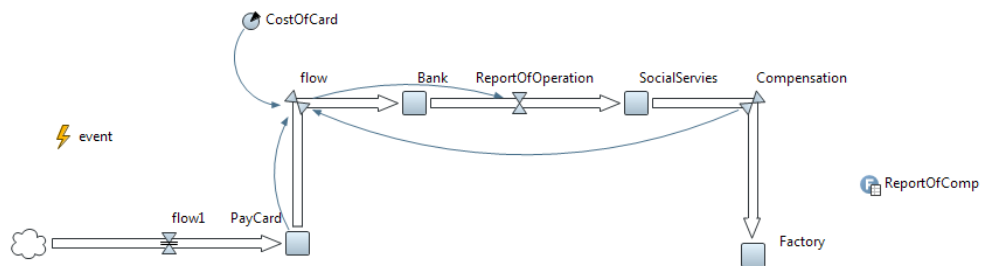 CostOfCard
flow
Bank
ReportOfOperation
SocialServies
Compensation
event
ReportOfComp
flow1
PayCard
Factory